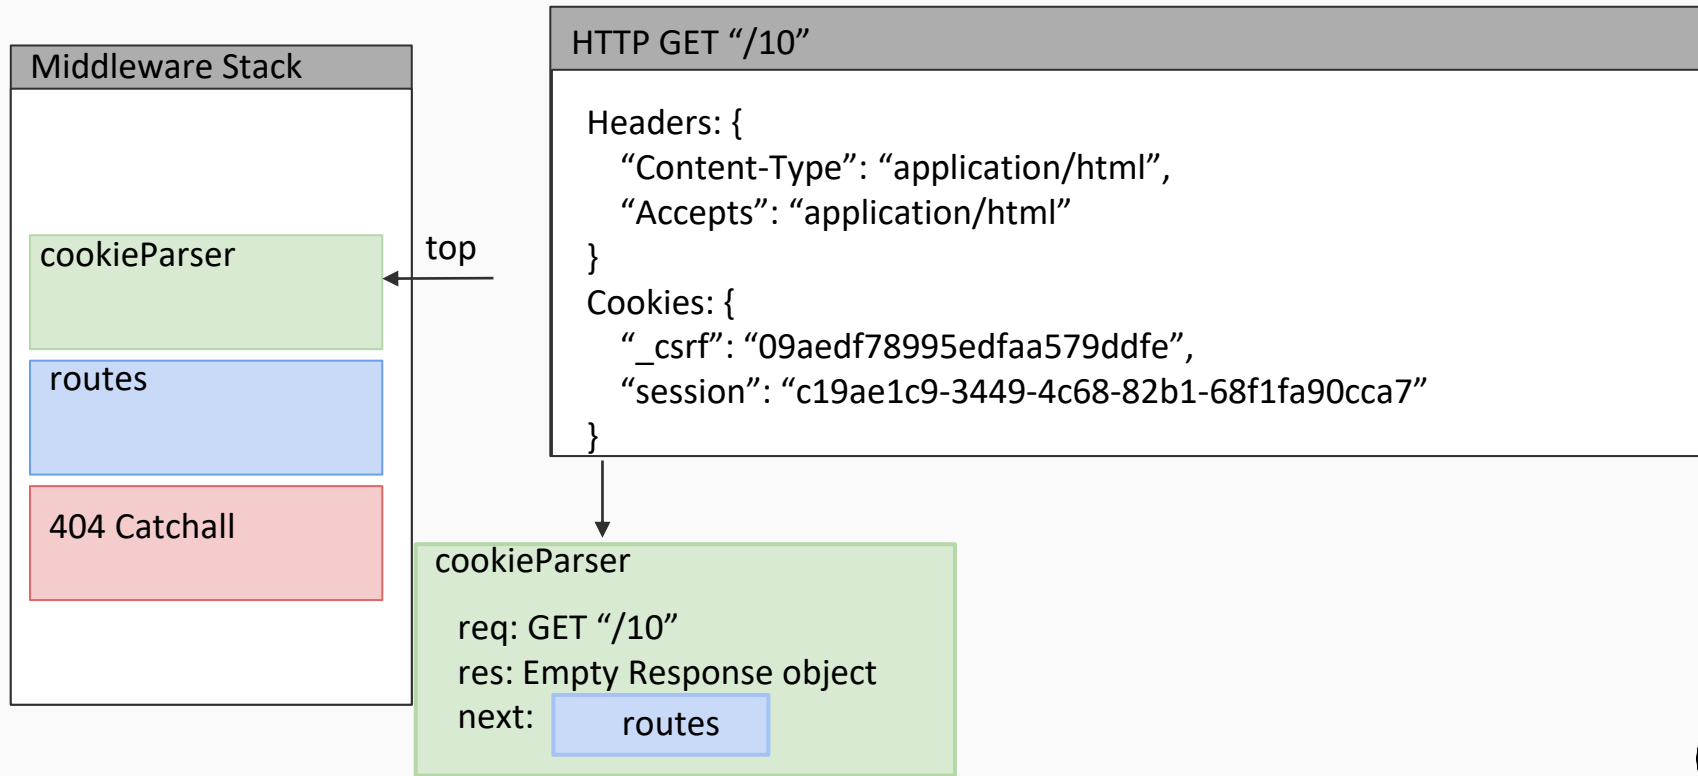 Middleware Stack
cookieParser
routes
404 Catchall
top
HTTP GET “/10”
Headers: {
“Content-Type”: “application/html”,
“Accepts”: “application/html”
}
Cookies: {
“_csrf”: “09aedf78995edfaa579ddfe”,
“session”: “c19ae1c9-3449-4c68-82b1-68f1fa90cca7”
}
cookieParser
req: GET “/10”
res: Empty Response object
next: routes